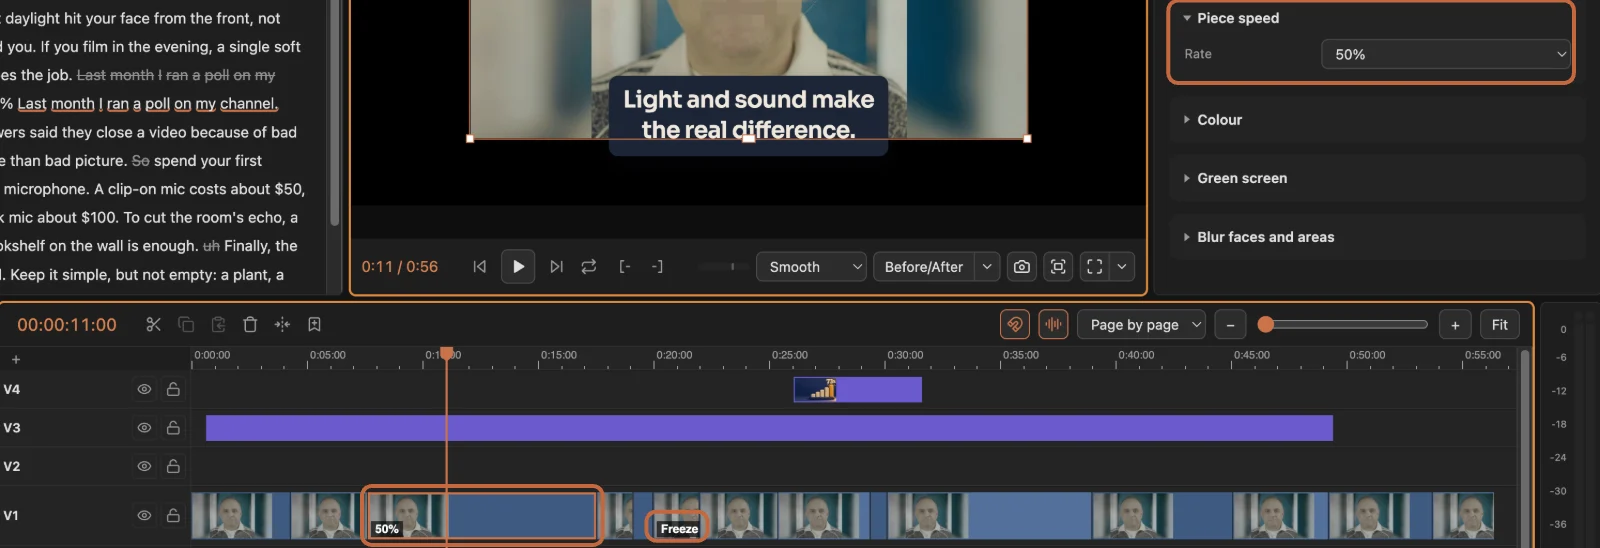 daylight hit your face from the front, not
you. If you film in the evening, a single soft
es the job. Last month I ran a poll on my
% Last month I ran a poll on my channel.
ers said they close a video because of bad
e than bad picture. So spend your first
microphone. A clip-on mic costs about $50,
k mic about $100. To cut the room's echo, a
okshelf on the wall is enough. uh Finally, the
. Keep it simple, but not empty: a plant, a
Light and sound make
the real difference.
0:11 / 0:56
Smooth
Before/After
Piece speed
Rate
50%
Colour
Green screen
Blur faces and areas
00:00:11:00
Page by page
Fit
0:00:00
0:05:00
0:15:00
0:20:00
0:25:00
0:30:00
0:35:00
0:40:00
0:45:00
0:50:00
0:55:00
V4
V3
V2
V1
50%
Freeze
0
-6
-12
-18
-24
-30
-36